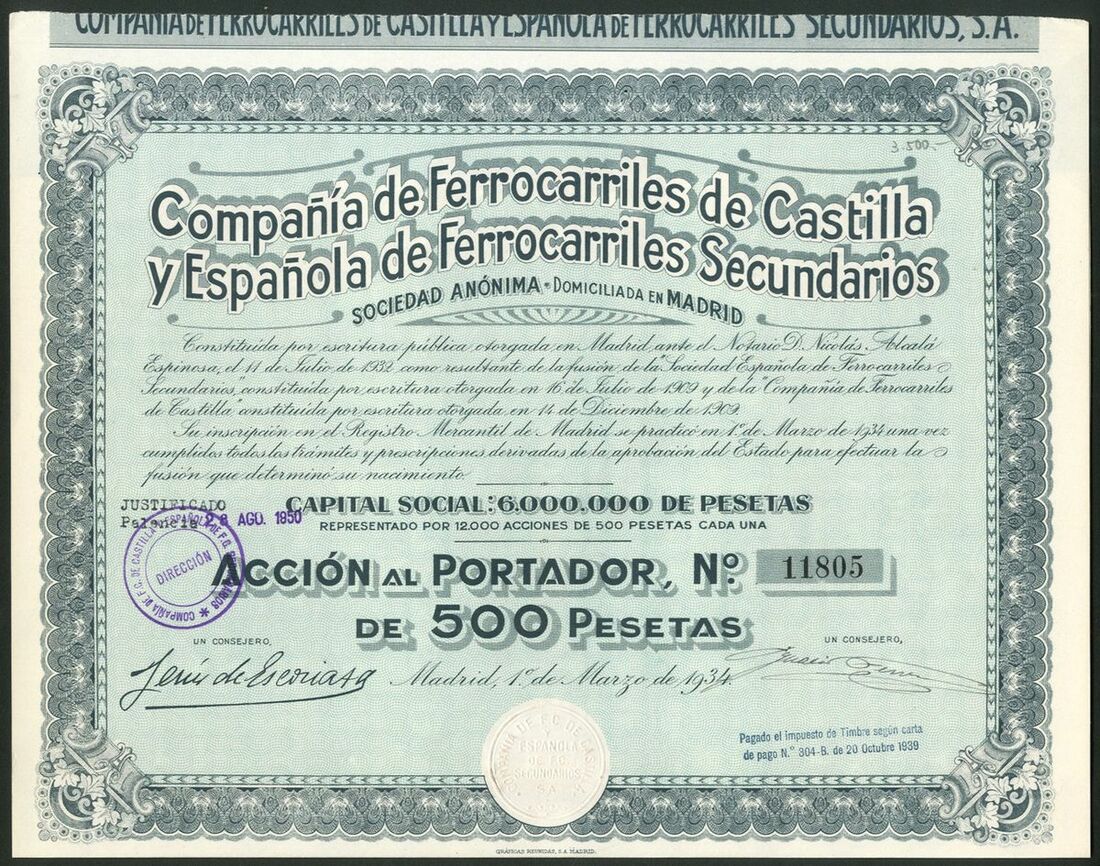 COMPAÑIA DE FERROCARRILES DE CASTILLA Y ESPAÑOLA DE FERROCARRILES SECUNDARIOS, S. A.
3.500.-
Compañía de Ferrocarriles de Castilla
y Española de Ferrocarriles Secundarios
SOCIEDAD ANÓNIMA - DOMICILIADA EN MADRID
Constituida por escritura pública otorgada en Madrid ante el Notario D. Nicolás Alcalá
Espinosa, el 11 de Julio de 1932 como resultante de la fusión de la "Sociedad Española de Ferrocarriles
Secundarios", constituida por escritura otorgada en 16 de Julio de 1909 y de la "Compañía de Ferrocarriles
de Castilla" constituida por escritura otorgada en 14 de Diciembre de 1909.
Su inscripción en el Registro Mercantil de Madrid se practicó en 1º de Marzo de 1934 una vez
cumplidos todos los trámites y prescripciones derivadas de la aprobación del Estado para efectuar la
fusión que determinó su nacimiento.
JUSTIFICADO
Palencia 28 AGO. 1950
CAPITAL SOCIAL: 6.000.000 DE PESETAS
REPRESENTADO POR 12.000 ACCIONES DE 500 PESETAS CADA UNA
DIRECCIÓN
ACCIÓN AL PORTADOR, Nº. 11805
DE 500 PESETAS
UN CONSEJERO,
UN CONSEJERO,
Madrid, 1º de Marzo de 1934.
COMPAÑIA DE F.C. DE CASTILLA
Y
ESPAÑOLA
DE F.C.
SECUNDARIOS
S.A.
Pagado el impuesto de Timbre según carta
de pago N.º 304-B. de 20 Octubre 1939
GRÁFICAS REUNIDAS, S.A. MADRID.